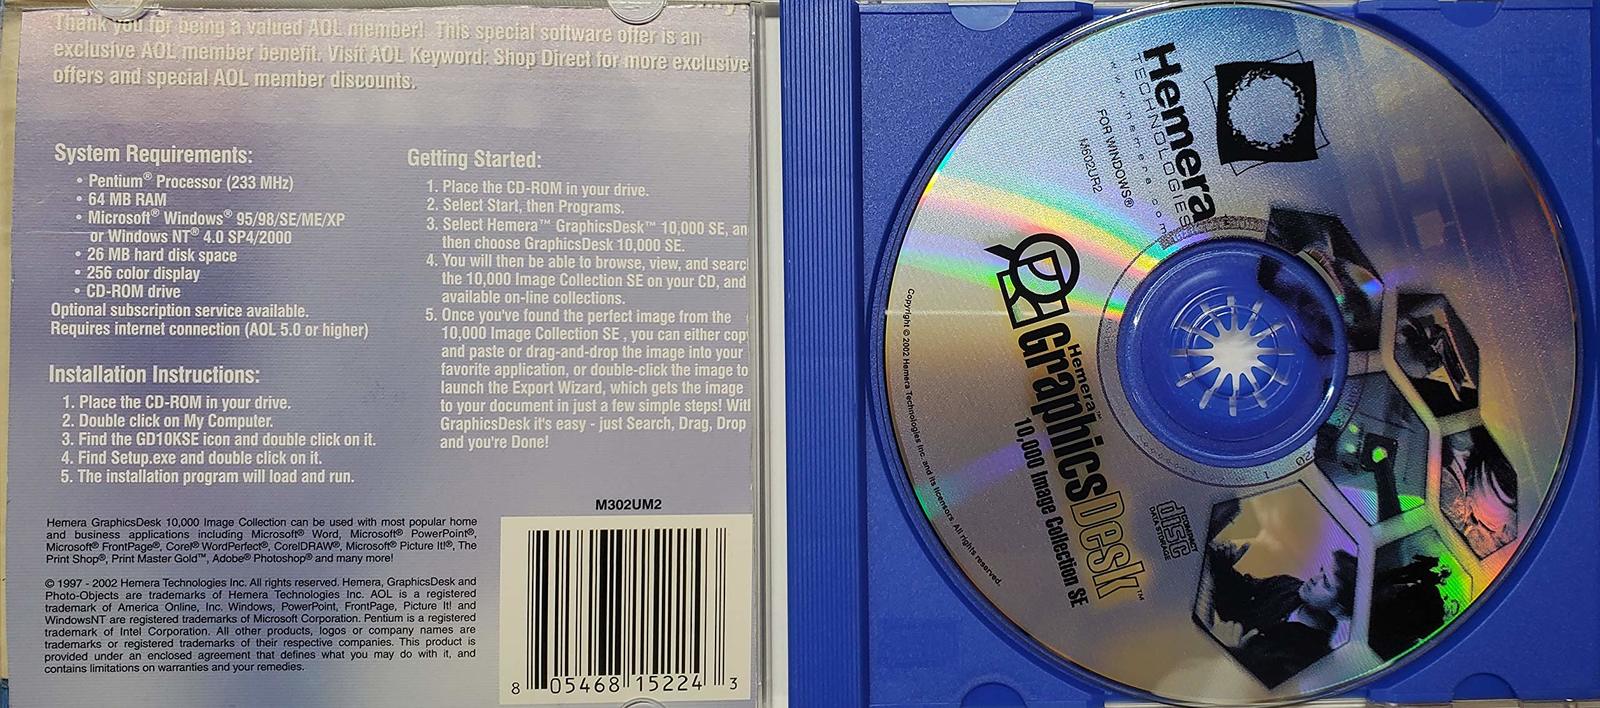 Thank you for being a valued AOL member! This special software offer is an
exclusive AOL member benefit. Visit AOL Keyword: Shop Direct for more exclusive
offers and special AOL member discounts.
System Requirements:
• Pentium® Processor (233 MHz)
• 64 MB RAM
• Microsoft® Windows® 95/98/SE/ME/XP
or Windows NT® 4.0 SP4/2000
• 26 MB hard disk space
• 256 color display
• CD-ROM drive
Optional subscription service available.
Requires internet connection (AOL 5.0 or higher)
Installation Instructions:
1. Place the CD-ROM in your drive.
2. Double click on My Computer.
3. Find the GD10KSE icon and double click on it.
4. Find Setup.exe and double click on it.
5. The installation program will load and run.
Getting Started:
1. Place the CD-ROM in your drive.
2. Select Start, then Programs.
3. Select Hemera™ GraphicsDesk™ 10,000 SE, an
then choose GraphicsDesk 10,000 SE.
4. You will then be able to browse, view, and searc
the 10,000 Image Collection SE on your CD, and
available on-line collections.
5. Once you've found the perfect image from the
10,000 Image Collection SE , you can either cop
and paste or drag-and-drop the image into your
favorite application, or double-click the image to
launch the Export Wizard, which gets the image
to your document in just a few simple steps! Wit
GraphicsDesk it's easy - just Search, Drag, Drop
and you're Done!
Hemera GraphicsDesk 10,000 Image Collection can be used with most popular home
and business applications including Microsoft® Word, Microsoft® PowerPoint®,
Microsoft® FrontPage®, Corel® WordPerfect®, CorelDRAW®, Microsoft® Picture It!®, The
Print Shop®, Print Master Gold™, Adobe® Photoshop® and many more!
© 1997 - 2002 Hemera Technologies Inc. All rights reserved. Hemera, GraphicsDesk and
Photo-Objects are trademarks of Hemera Technologies Inc. AOL is a registered
trademark of America Online, Inc. Windows, PowerPoint, FrontPage, Picture It! and
WindowsNT are registered trademarks of Microsoft Corporation. Pentium is a registered
trademark of Intel Corporation. All other products, logos or company names are
trademarks or registered trademarks of their respective companies. This product is
provided under an enclosed agreement that defines what you may do with it, and
contains limitations on warranties and your remedies.
M302UM2
8 05468 15224 3
Hemera
TECHNOLOGIES
www.hemera.com
FOR WINDOWS®
M602UR2
Hemera™
GraphicsDesk™
10,000 Image Collection SE
COMPACT
disc
DATA STORAGE
Copyright © 2002 Hemera Technologies Inc. and its licensors. All rights reserved.